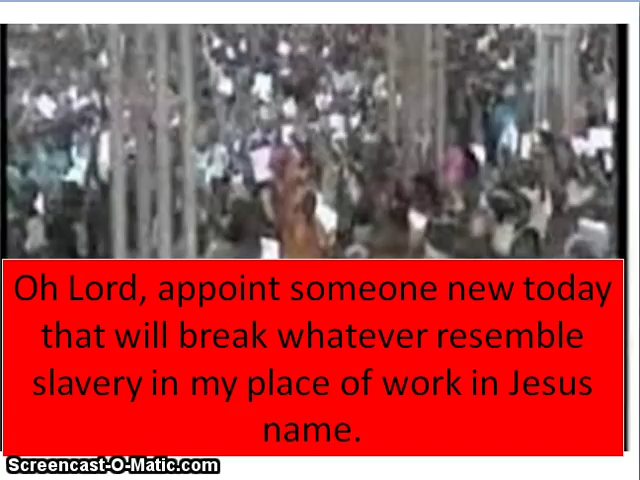 Oh Lord, appoint someone new today
that will break whatever resemble
slavery in my place of work in Jesus
name.
Screencast-O-Matic.com